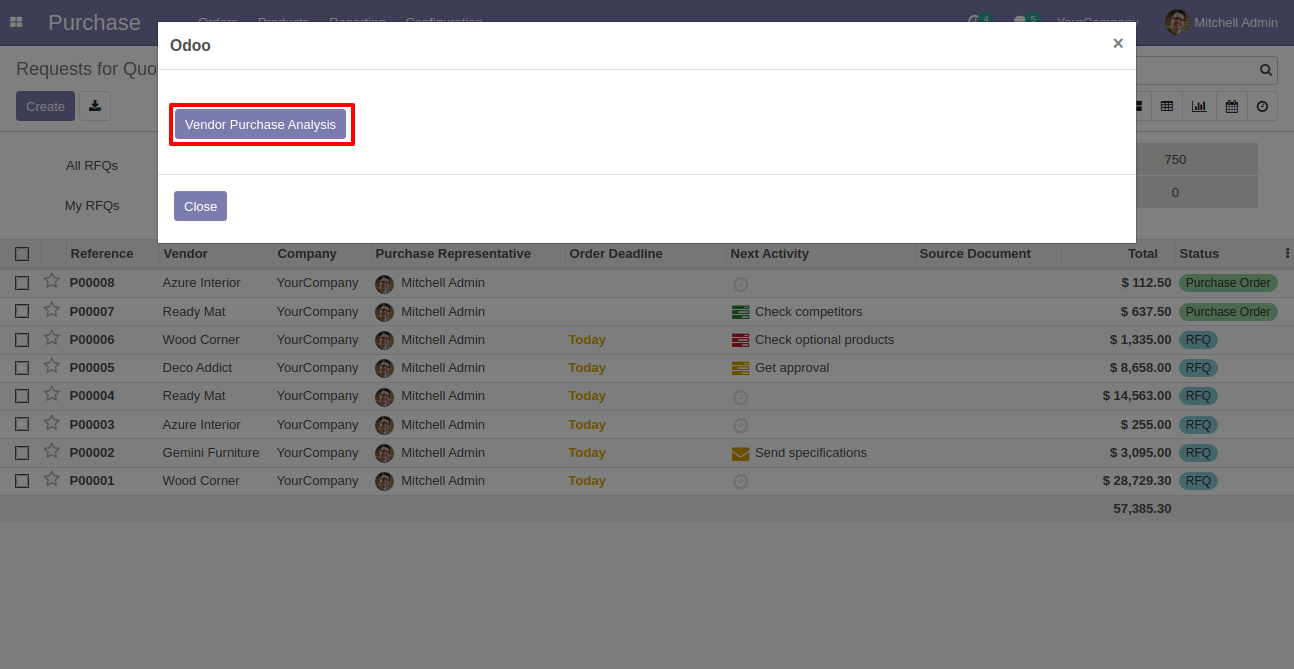 Purchase Orders Products Reporting Configuration 4 5 YourCompany Mitchell Admin
Odoo ×
Requests for Quo
Create
Vendor Purchase Analysis
All RFQs 750
My RFQs 0
Close
Reference Vendor Company Purchase Representative Order Deadline Next Activity Source Document Total Status
P00008 Azure Interior YourCompany Mitchell Admin $ 112.50 Purchase Order
P00007 Ready Mat YourCompany Mitchell Admin Check competitors $ 637.50 Purchase Order
P00006 Wood Corner YourCompany Mitchell Admin Today Check optional products $ 1,335.00 RFQ
P00005 Deco Addict YourCompany Mitchell Admin Today Get approval $ 8,658.00 RFQ
P00004 Ready Mat YourCompany Mitchell Admin Today $ 14,563.00 RFQ
P00003 Azure Interior YourCompany Mitchell Admin Today $ 255.00 RFQ
P00002 Gemini Furniture YourCompany Mitchell Admin Today Send specifications $ 3,095.00 RFQ
P00001 Wood Corner YourCompany Mitchell Admin Today $ 28,729.30 RFQ
57,385.30